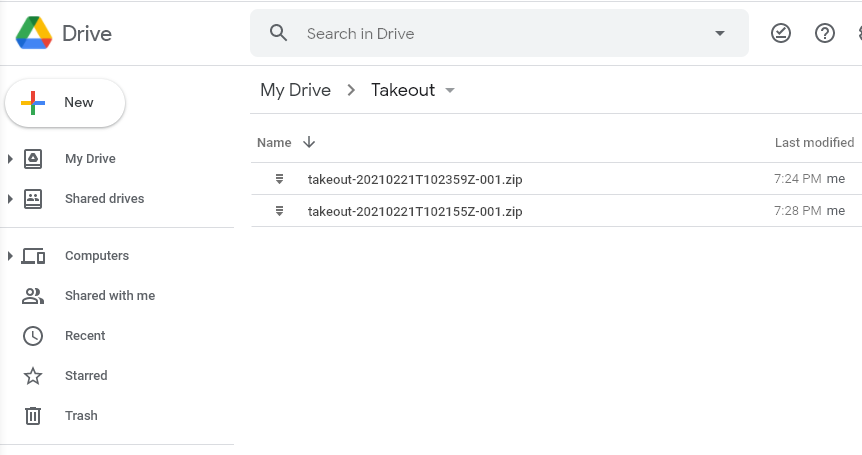 Drive
Search in Drive
New
My Drive
Shared drives
Computers
Shared with me
Recent
Starred
Trash
My Drive > Takeout
Name Last modified
takeout-20210221T102359Z-001.zip 7:24 PM me
takeout-20210221T102155Z-001.zip 7:28 PM me